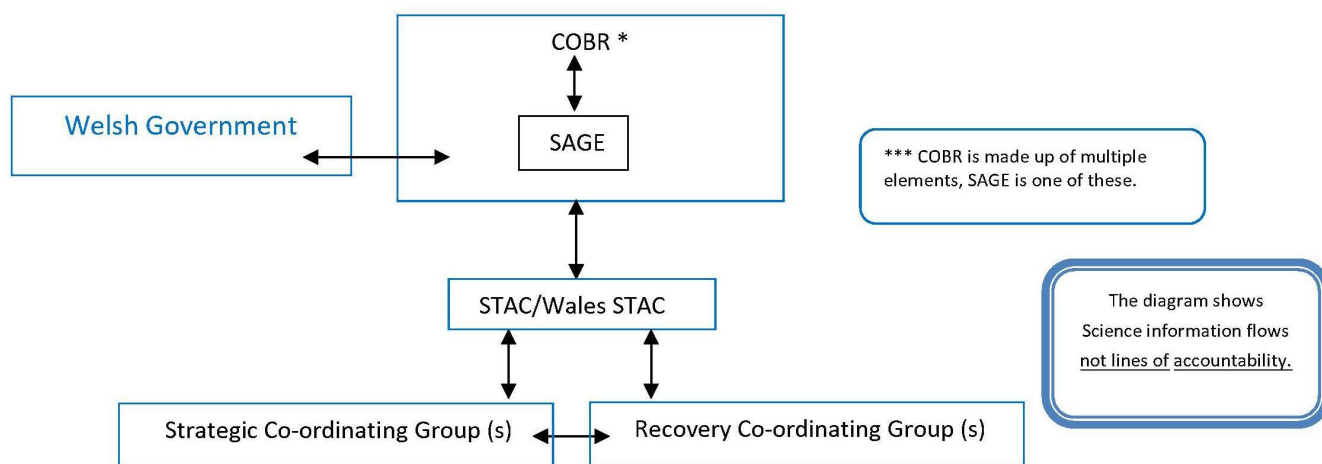 COBR *
Welsh Government
SAGE
*** COBR is made up of multiple
elements, SAGE is one of these.
STAC/Wales STAC
The diagram shows
Science information flows
not lines of accountability.
Strategic Co-ordinating Group (s)
Recovery Co-ordinating Group (s)